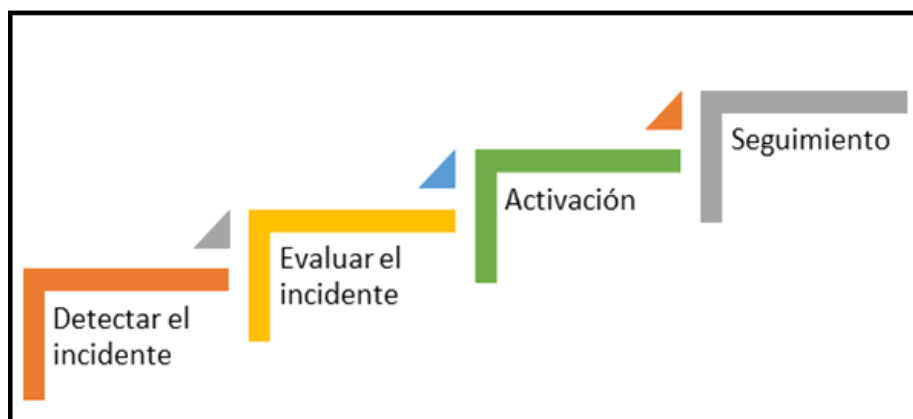 Detectar el
incidente
Evaluar el
incidente
Activación
Seguimiento